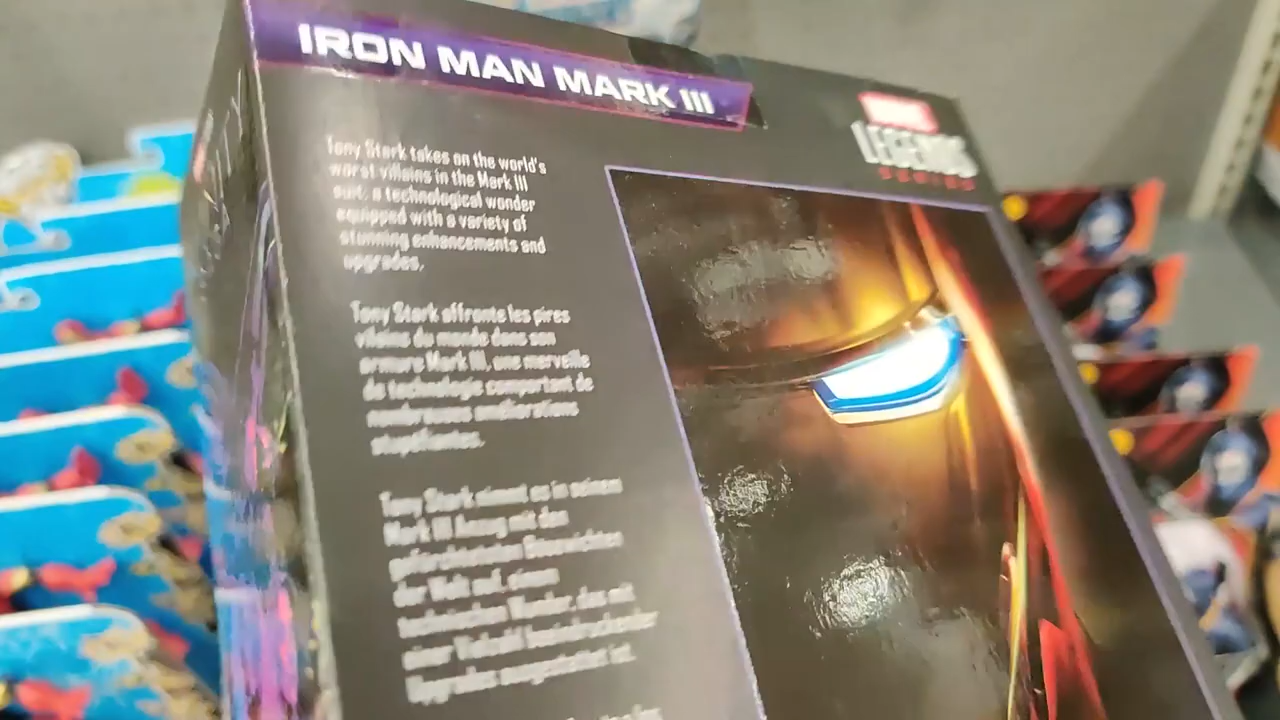 IRON MAN MARK III
MARVEL
LEGENDS
SERIES
Tony Stark takes on the world's
worst villains in the Mark III
suit, a technological wonder
equipped with a variety of
stunning enhancements and
upgrades.
Tony Stark affronte les pires
vilains du monde dans son
armure Mark III, une merveille
de technologie comportant de
nombreuses améliorations
stupéfiantes.
Tony Stark nimmt es in seinem
Mark III Anzug mit den
gefürchtetsten Bösewichten
der Welt auf, einem
technischen Wunder, das mit
einer Vielzahl beeindruckender
Upgrades ausgestattet ist.